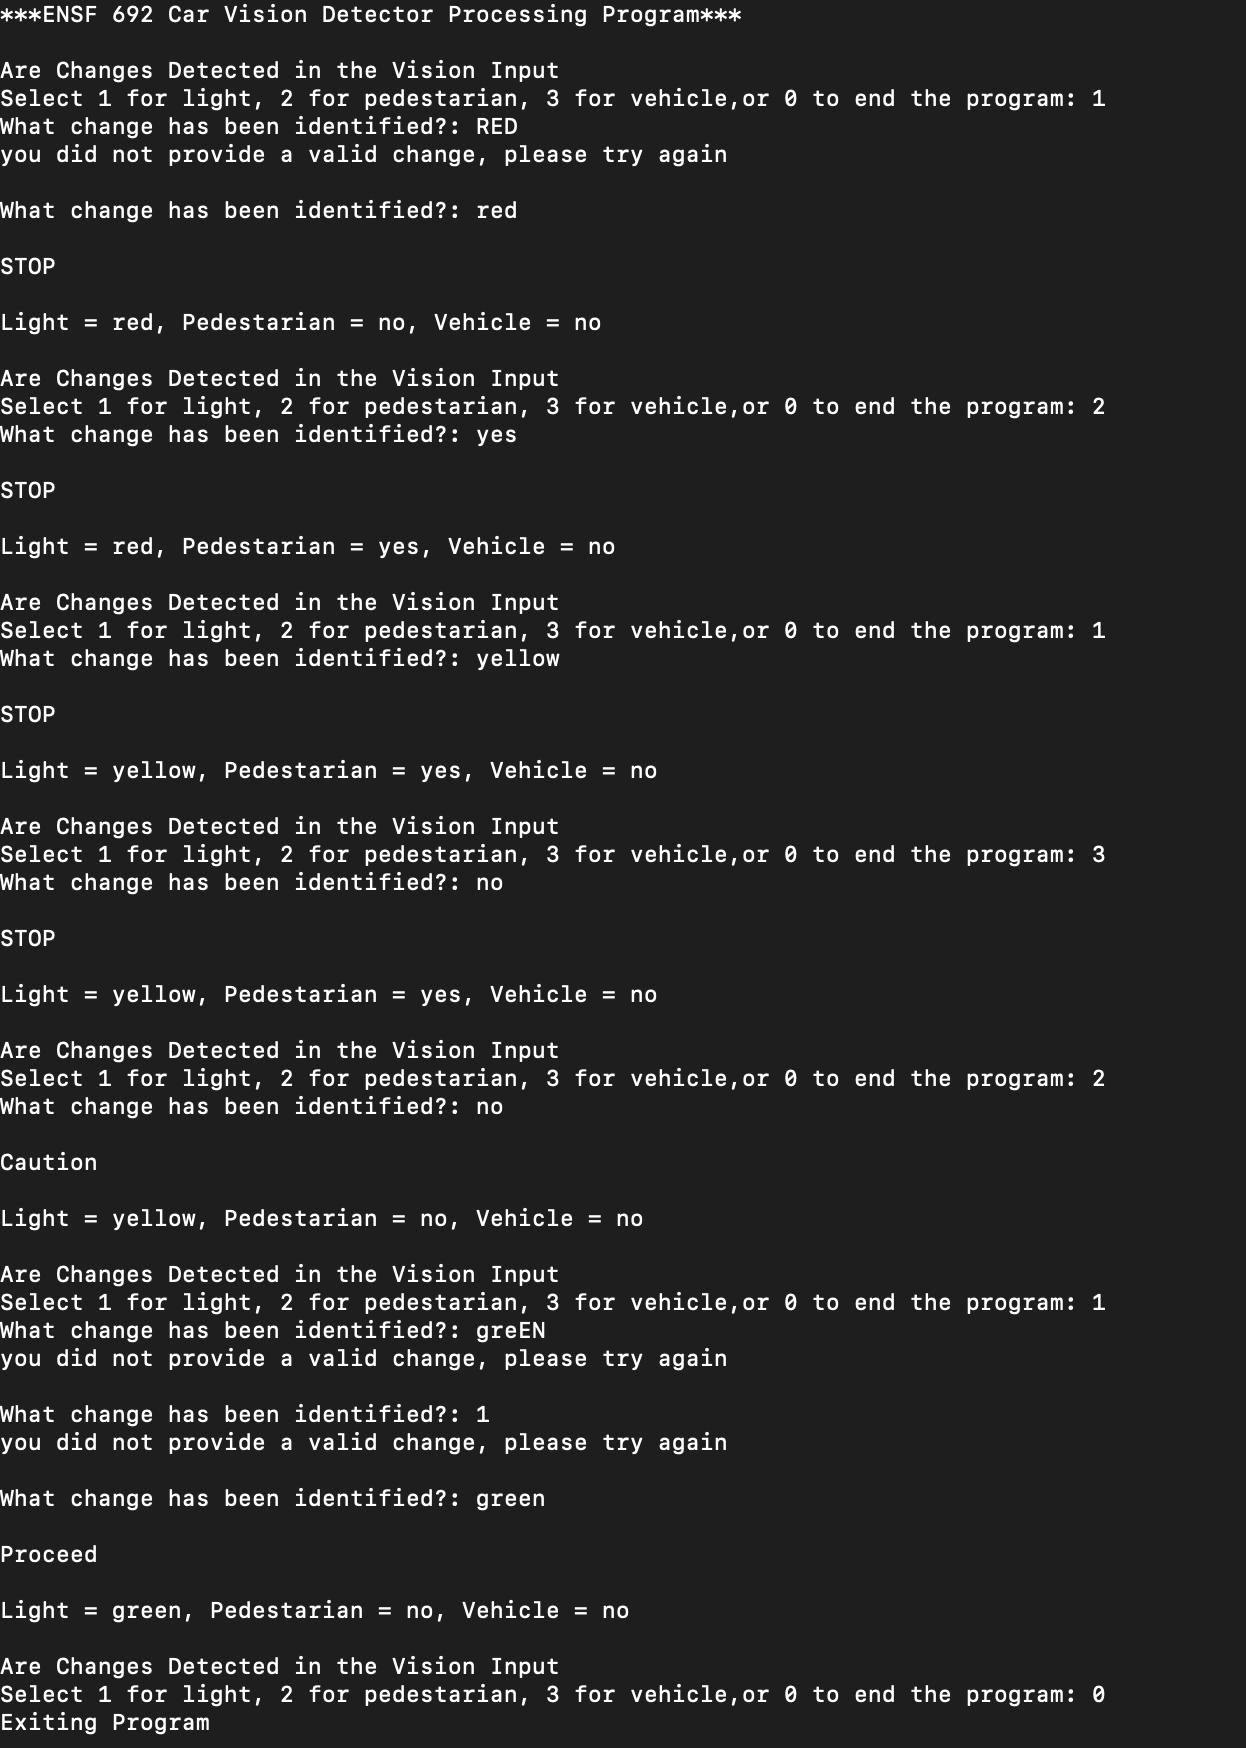 ***ENSF 692 Car Vision Detector Processing Program***
Are Changes Detected in the Vision Input
Select 1 for light, 2 for pedestarian, 3 for vehicle,or 0 to end the program: 1
What change has been identified?: RED
you did not provide a valid change, please try again
What change has been identified?: red
STOP
Light = red, Pedestarian = no, Vehicle = no
Are Changes Detected in the Vision Input
Select 1 for light, 2 for pedestarian, 3 for vehicle,or 0 to end the program: 2
What change has been identified?: yes
STOP
Light = red, Pedestarian = yes, Vehicle = no
Are Changes Detected in the Vision Input
Select 1 for light, 2 for pedestarian, 3 for vehicle,or 0 to end the program: 1
What change has been identified?: yellow
STOP
Light = yellow, Pedestarian = yes, Vehicle = no
Are Changes Detected in the Vision Input
Select 1 for light, 2 for pedestarian, 3 for vehicle,or 0 to end the program: 3
What change has been identified?: no
STOP
Light = yellow, Pedestarian = yes, Vehicle = no
Are Changes Detected in the Vision Input
Select 1 for light, 2 for pedestarian, 3 for vehicle,or 0 to end the program: 2
What change has been identified?: no
Caution
Light = yellow, Pedestarian = no, Vehicle = no
Are Changes Detected in the Vision Input
Select 1 for light, 2 for pedestarian, 3 for vehicle,or 0 to end the program: 1
What change has been identified?: greEN
you did not provide a valid change, please try again
What change has been identified?: 1
you did not provide a valid change, please try again
What change has been identified?: green
Proceed
Light = green, Pedestarian = no, Vehicle = no
Are Changes Detected in the Vision Input
Select 1 for light, 2 for pedestarian, 3 for vehicle,or 0 to end the program: 0
Exiting Program